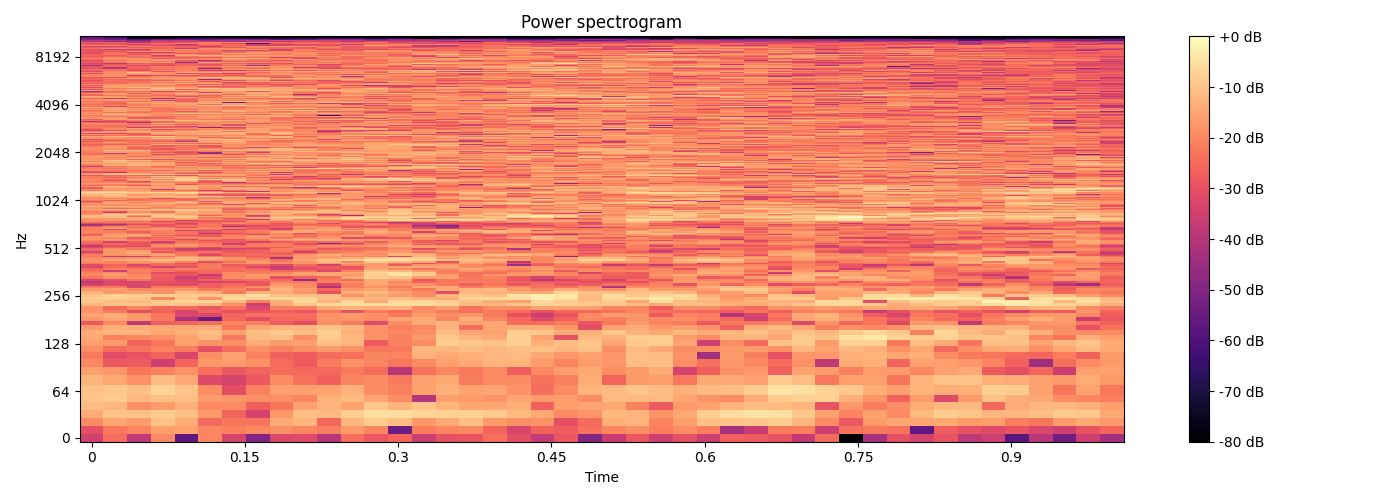 Power spectrogram
Hz
8192
4096
2048
1024
512
256
128
64
0
0 0.15 0.3 0.45 0.6 0.75 0.9
Time
+0 dB
-10 dB
-20 dB
-30 dB
-40 dB
-50 dB
-60 dB
-70 dB
-80 dB